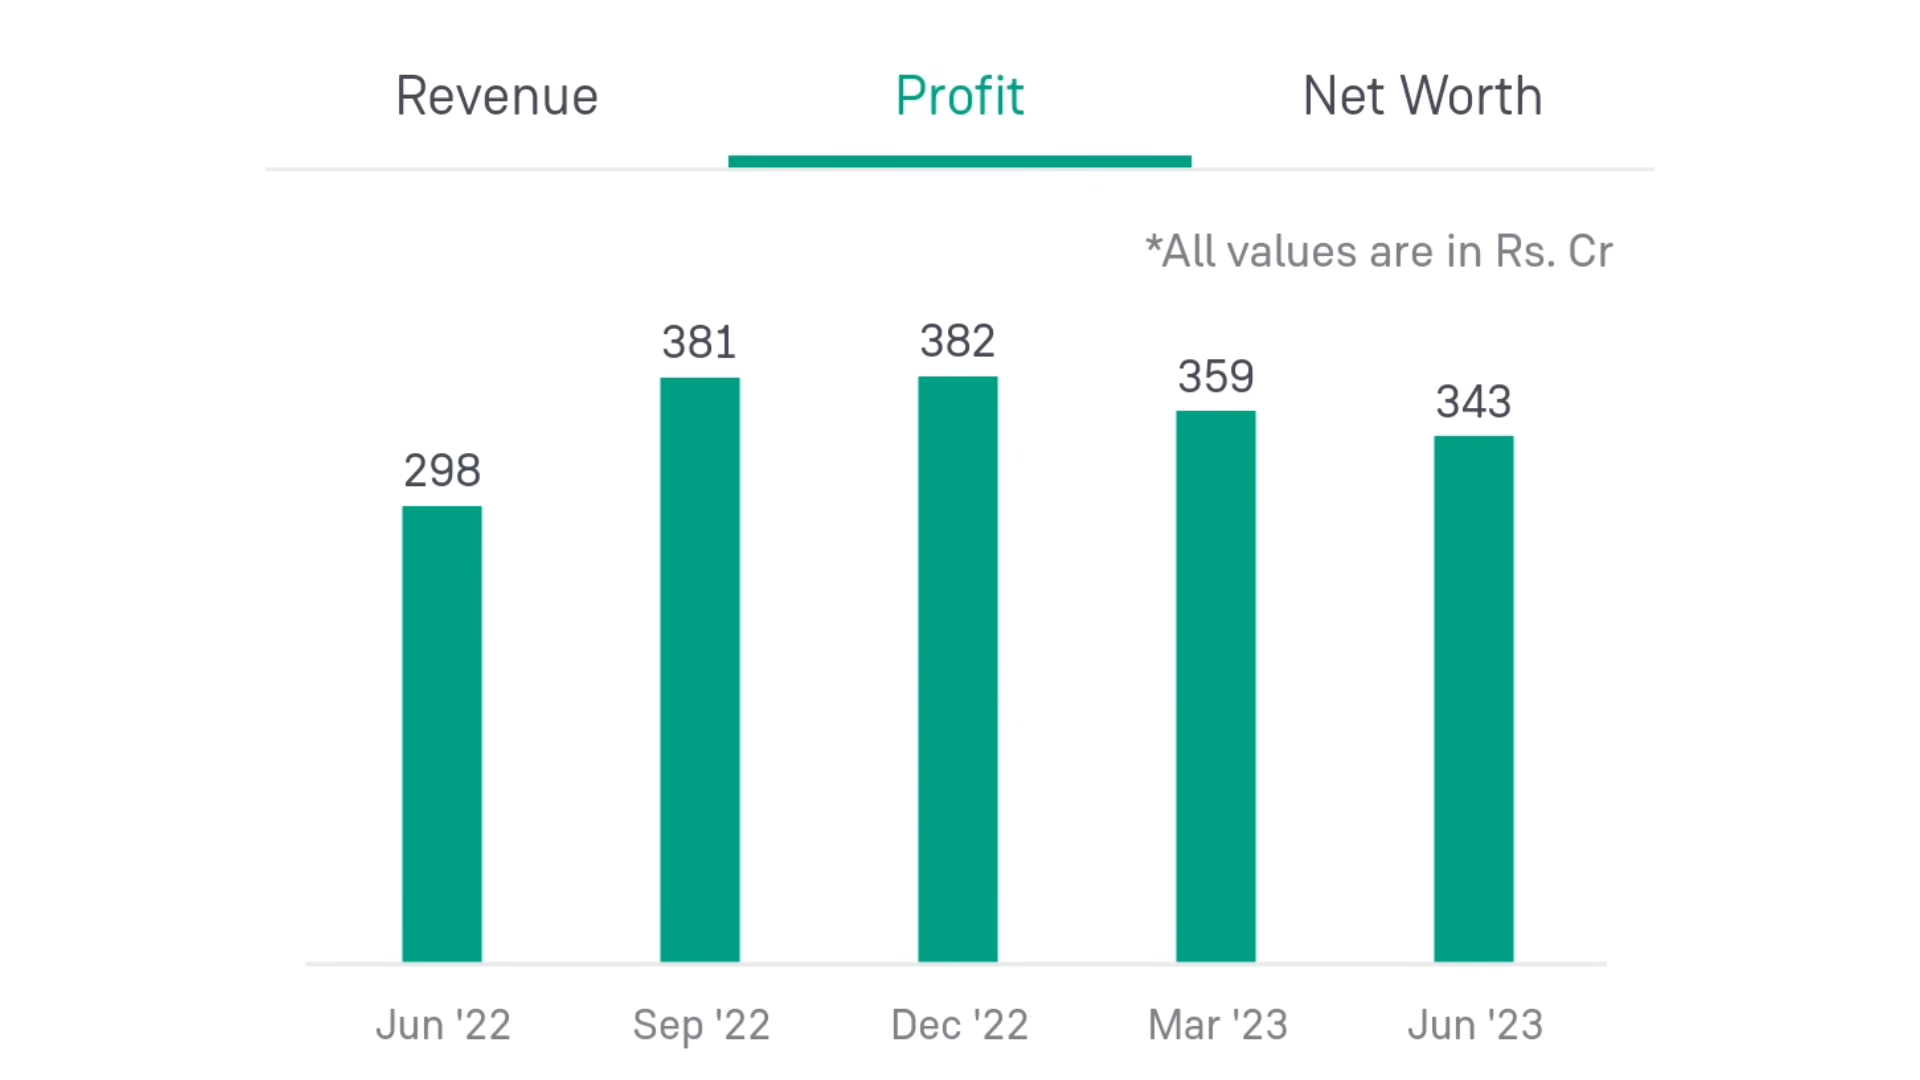 Revenue Profit Net Worth
*All values are in Rs. Cr
298 381 382 359 343
Jun '22 Sep '22 Dec '22 Mar '23 Jun '23